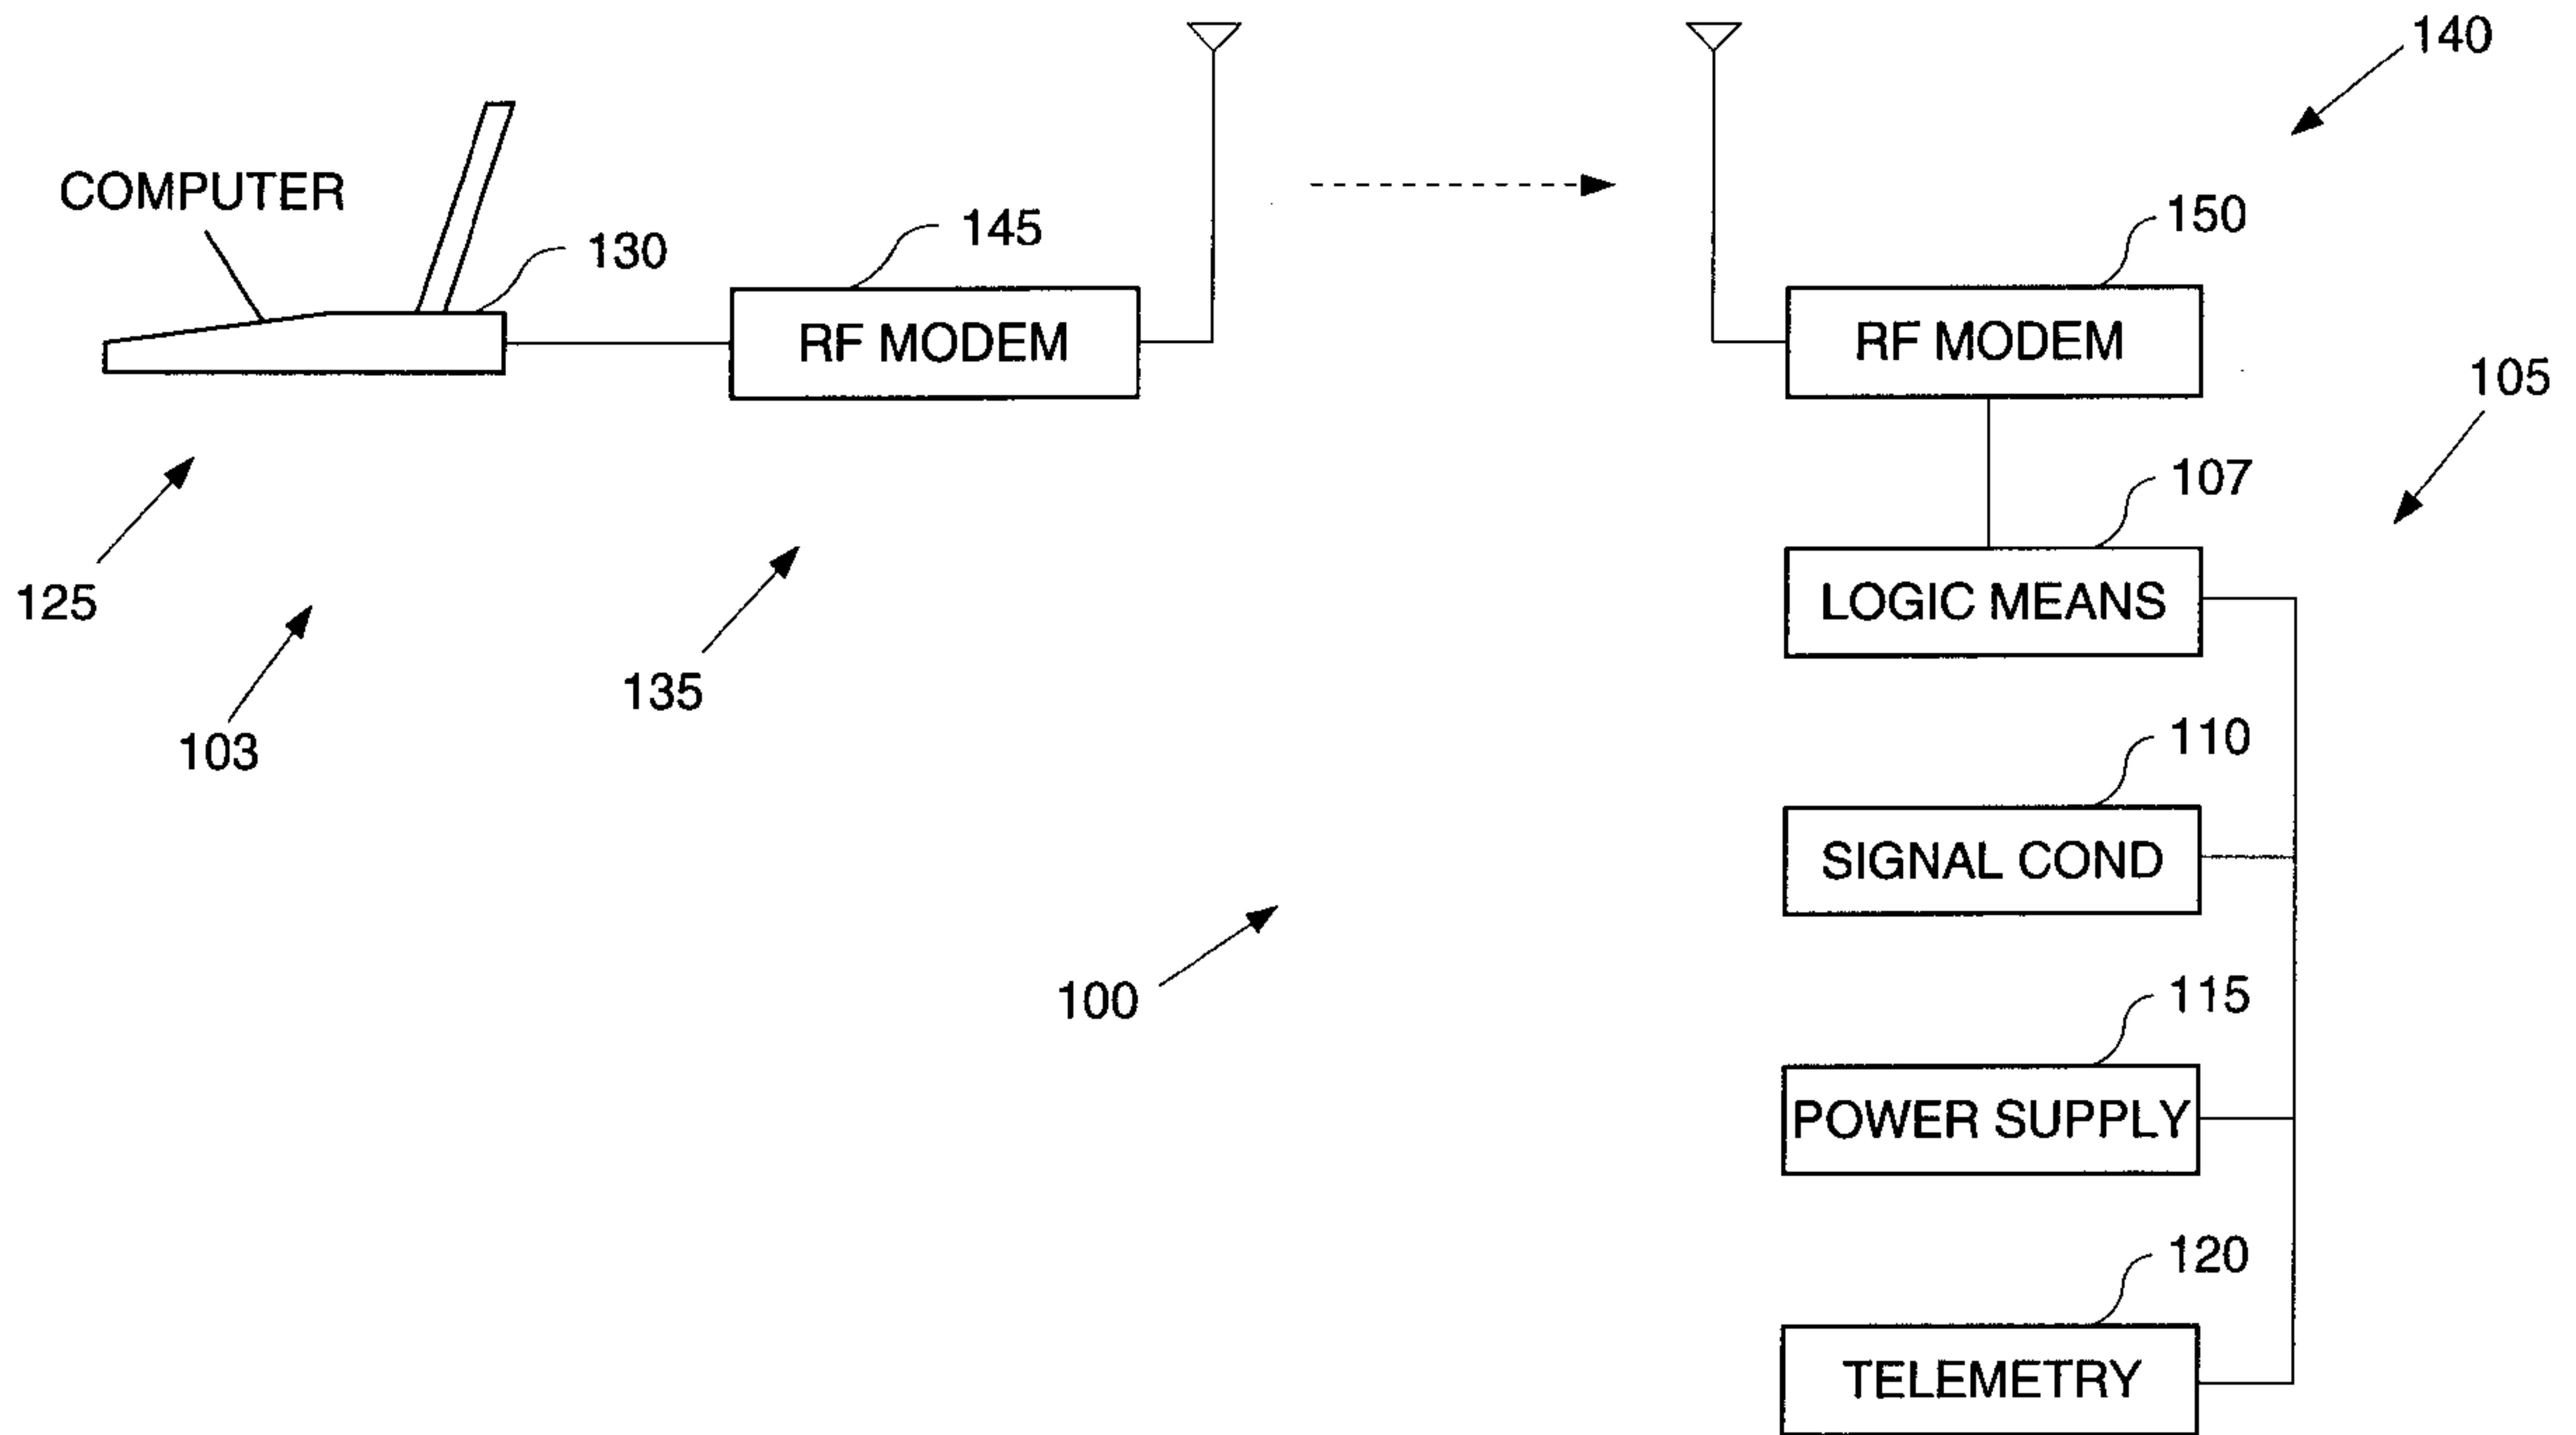 140
COMPUTER
130
145
150
RF MODEM
RF MODEM
105
107
125
LOGIC MEANS
135
103
110
SIGNAL COND
100
115
POWER SUPPLY
120
TELEMETRY